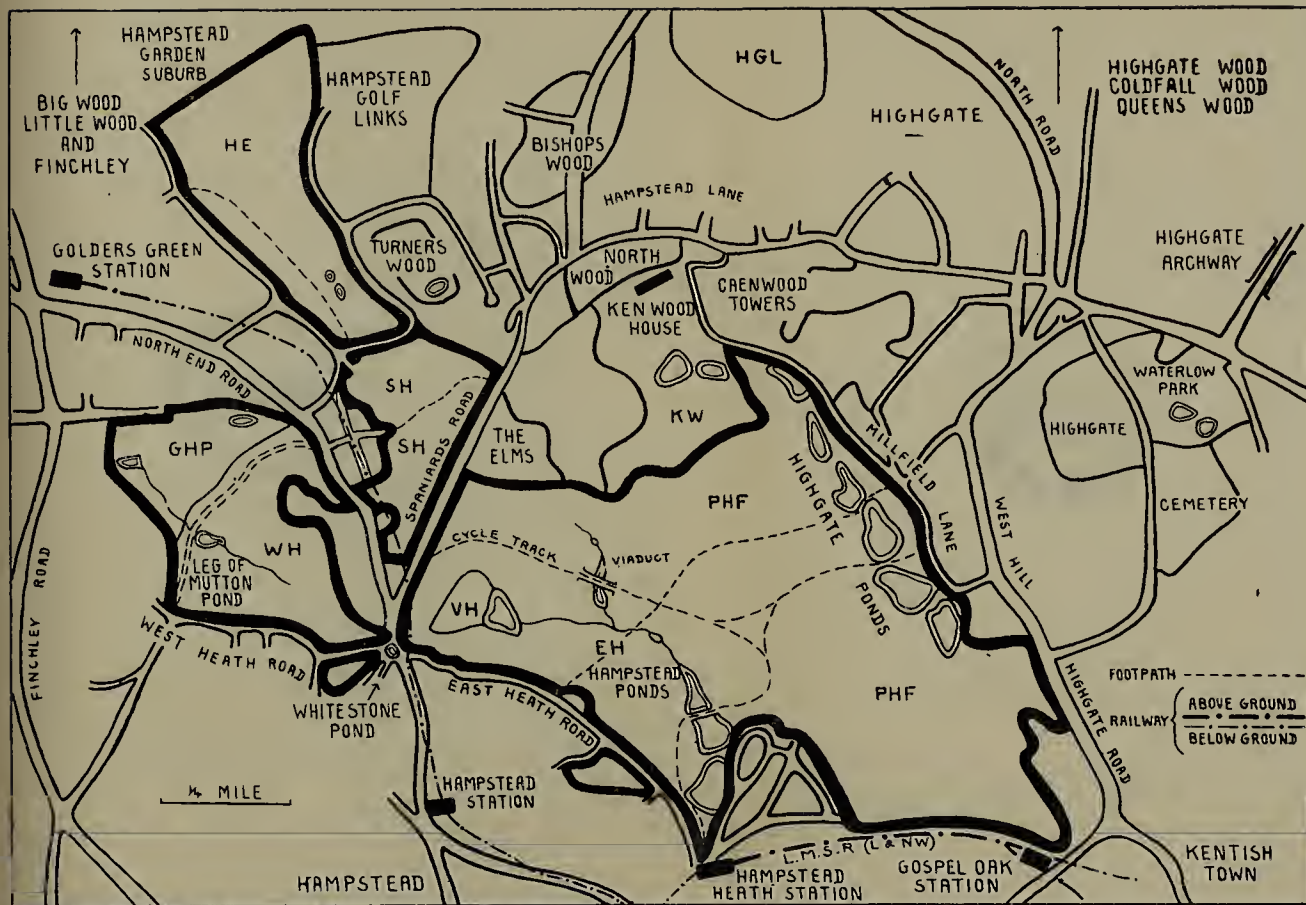 HAMPSTEAD
GARDEN
SUBURB
BIG WOOD
LITTLE WOOD
AND
FINCHLEY
HE
HAMPSTEAD
GOLF
LINKS
BISHOPS
WOOD
HGL
HIGHGATE
NORTH ROAD
HIGHGATE WOOD
COLDFALL WOOD
QUEENS WOOD
HAMPSTEAD LANE
GOLDERS GREEN
STATION
TURNERS
WOOD
NORTH
WOOD
KEN WOOD
HOUSE
CAENWOOD
TOWERS
HIGHGATE
ARCHWAY
NORTH END ROAD
SH
SH
SPANIARDS ROAD
THE
ELMS
KW
WATERLOW
PARK
HIGHGATE
CEMETERY
GHP
WH
LEG OF
MUTTON
POND
PHF
HIGHGATE
PONDS
MILLFIELD
LANE
WEST HILL
CYCLE TRACK
VIADUCT
VH
EH
HAMPSTEAD
PONDS
PHF
FINCHLEY ROAD
WEST HEATH ROAD
WHITESTONE
POND
EAST HEATH ROAD
HIGHGATE ROAD
FOOTPATH
RAILWAY
ABOVE GROUND
BELOW GROUND
¼ MILE
HAMPSTEAD
STATION
L.M.S.R (L & NW)
HAMPSTEAD
HAMPSTEAD
HEATH STATION
GOSPEL OAK
STATION
KENTISH
TOWN